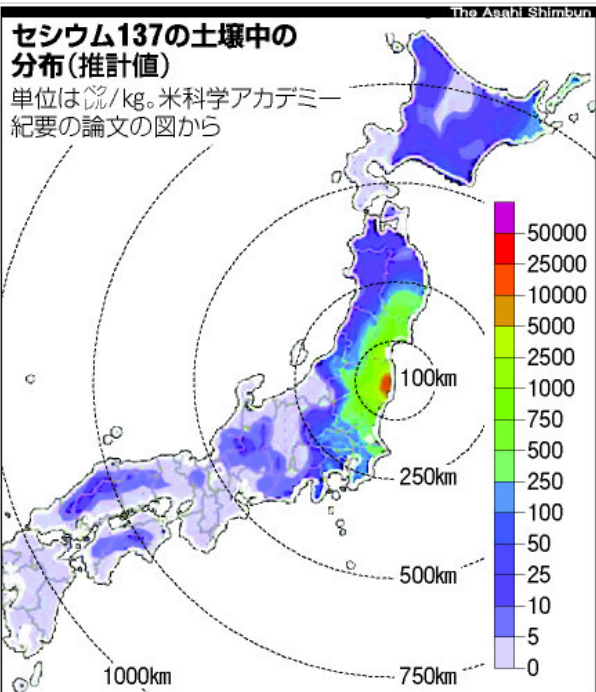 The Asahi Shimbun
セシウム137の土壌中の
分布(推計値)
単位はベクレル/kg。米科学アカデミー
紀要の論文の図から
50000
25000
10000
5000
2500
1000
750
500
250
100
50
25
10
5
0
100km
250km
500km
750km
1000km